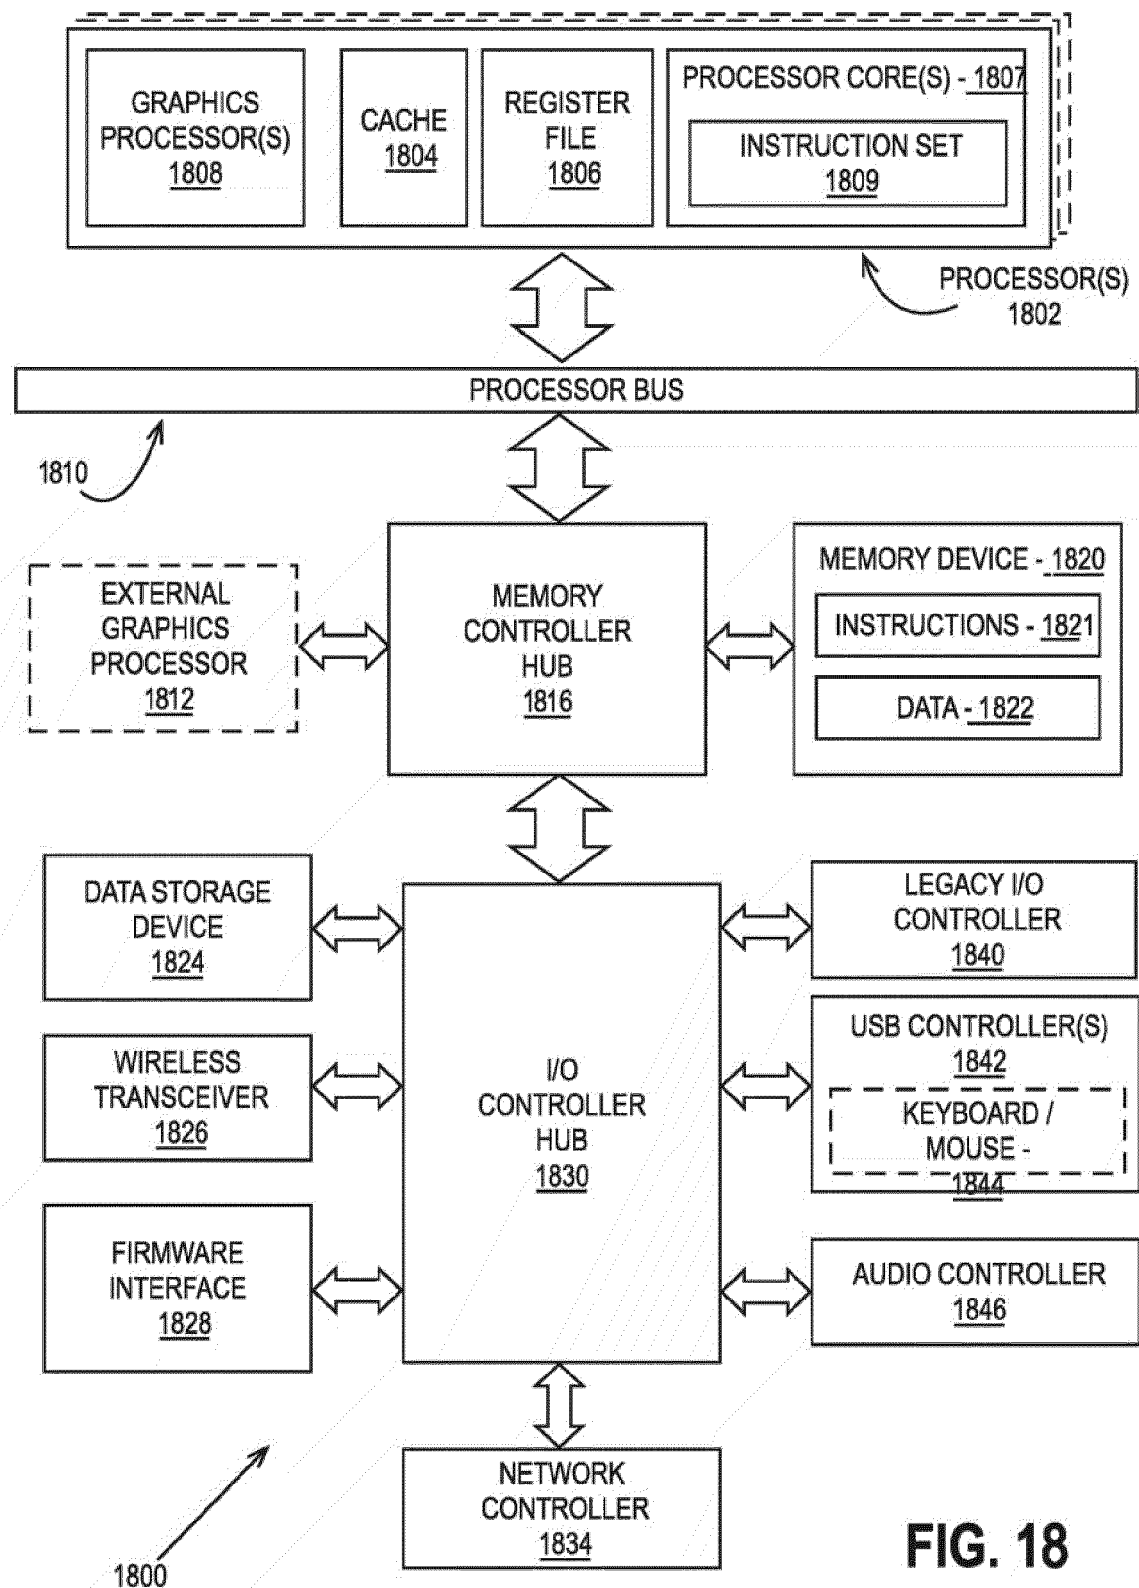 GRAPHICS
PROCESSOR(S)
1808
CACHE
1804
REGISTER
FILE
1806
PROCESSOR CORE(S) - 1807
INSTRUCTION SET
1809
PROCESSOR(S)
1802
PROCESSOR BUS
1810
EXTERNAL
GRAPHICS
PROCESSOR
1812
MEMORY
CONTROLLER
HUB
1816
MEMORY DEVICE - 1820
INSTRUCTIONS - 1821
DATA - 1822
DATA STORAGE
DEVICE
1824
WIRELESS
TRANSCEIVER
1826
FIRMWARE
INTERFACE
1828
I/O
CONTROLLER
HUB
1830
LEGACY I/O
CONTROLLER
1840
USB CONTROLLER(S)
1842
KEYBOARD /
MOUSE -
1844
AUDIO CONTROLLER
1846
NETWORK
CONTROLLER
1834
1800
FIG. 18